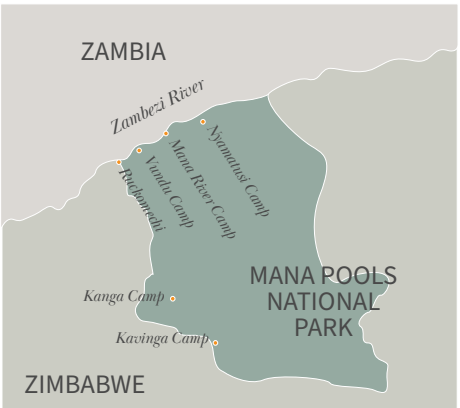 ZAMBIA
Zambezi River
Nyamatusi Camp
Mana River Camp
Vundu Camp
Ruckomechi
MANA POOLS
NATIONAL
PARK
Kanga Camp
Kavinga Camp
ZIMBABWE